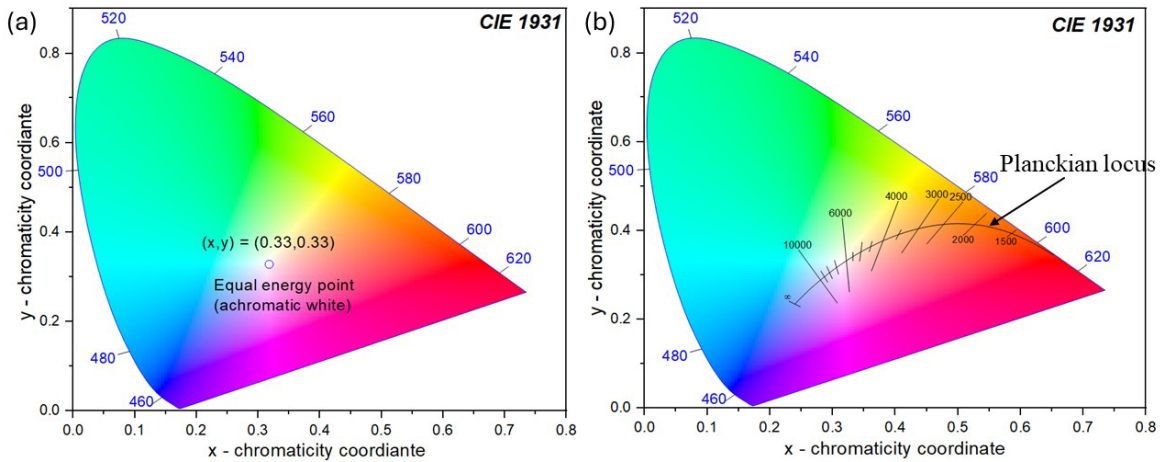 (a)
CIE 1931
0.8
0.6
0.4
0.2
0.0
y - chromaticity coordiante
520
540
560
580
600
620
500
480
460
(x,y) = (0.33,0.33)
Equal energy point
(achromatic white)
0.0 0.1 0.2 0.3 0.4 0.5 0.6 0.7 0.8
x - chromaticity coordiante
(b)
CIE 1931
0.8
0.6
0.4
0.2
0.0
y - chromaticity coordinate
520
540
560
580
600
620
500
480
460
Planckian locus
∞
10000
6000
4000
3000
2500
2000
1500
0.0 0.1 0.2 0.3 0.4 0.5 0.6 0.7 0.8
x - chromaticity coordinate